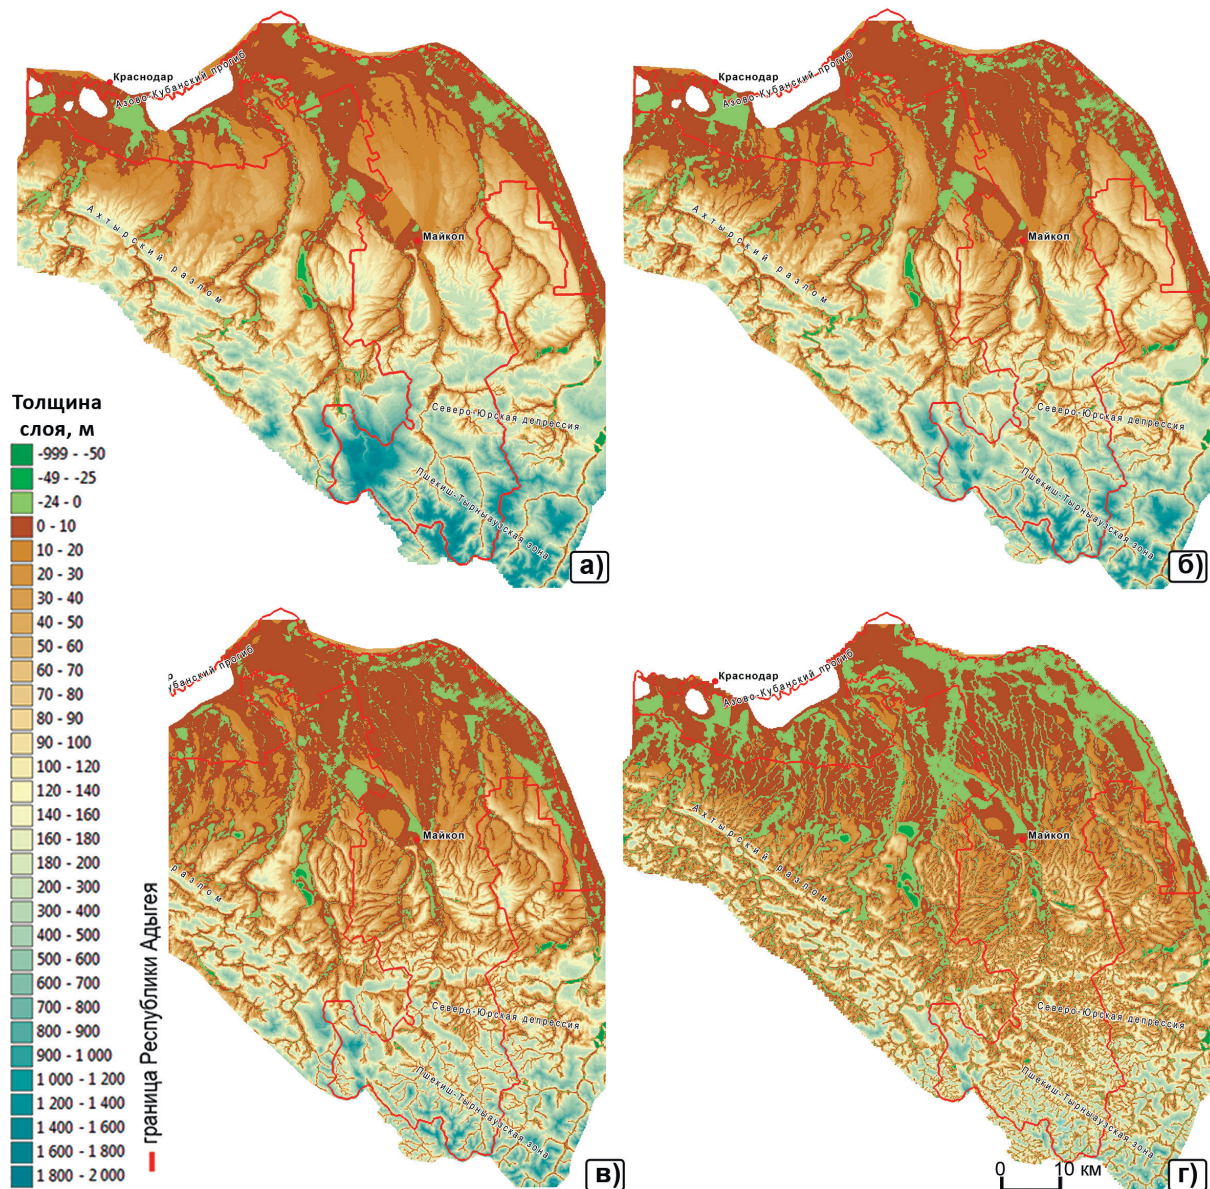 Краснодар
Азово-Кубанский прогиб
Майкоп
Ахтырский разлом
Северо-Юрская депрессия
Пшекиш-Тырныаузская зона
а)
Краснодар
Азово-Кубанский прогиб
Майкоп
Ахтырский разлом
Северо-Юрская депрессия
Пшекиш-Тырныаузская зона
б)
Толщина
слоя, м
-999 - -50
-49 - -25
-24 - 0
0 - 10
10 - 20
20 - 30
30 - 40
40 - 50
50 - 60
60 - 70
70 - 80
80 - 90
90 - 100
100 - 120
120 - 140
140 - 160
160 - 180
180 - 200
200 - 300
300 - 400
400 - 500
500 - 600
600 - 700
700 - 800
800 - 900
900 - 1 000
1 000 - 1 200
1 200 - 1 400
1 400 - 1 600
1 600 - 1 800
1 800 - 2 000
граница Республики Адыгея
р
Кубанский прогиб
Майкоп
разлом
Северо-Юрская депрессия
Пшекиш-Тырныаузская зона
в)
Краснодар
Азово-Кубанский прогиб
Майкоп
Ахтырский разлом
Северо-Юрская депрессия
Пшекиш-Тырныаузская зона
0 10 км
г)